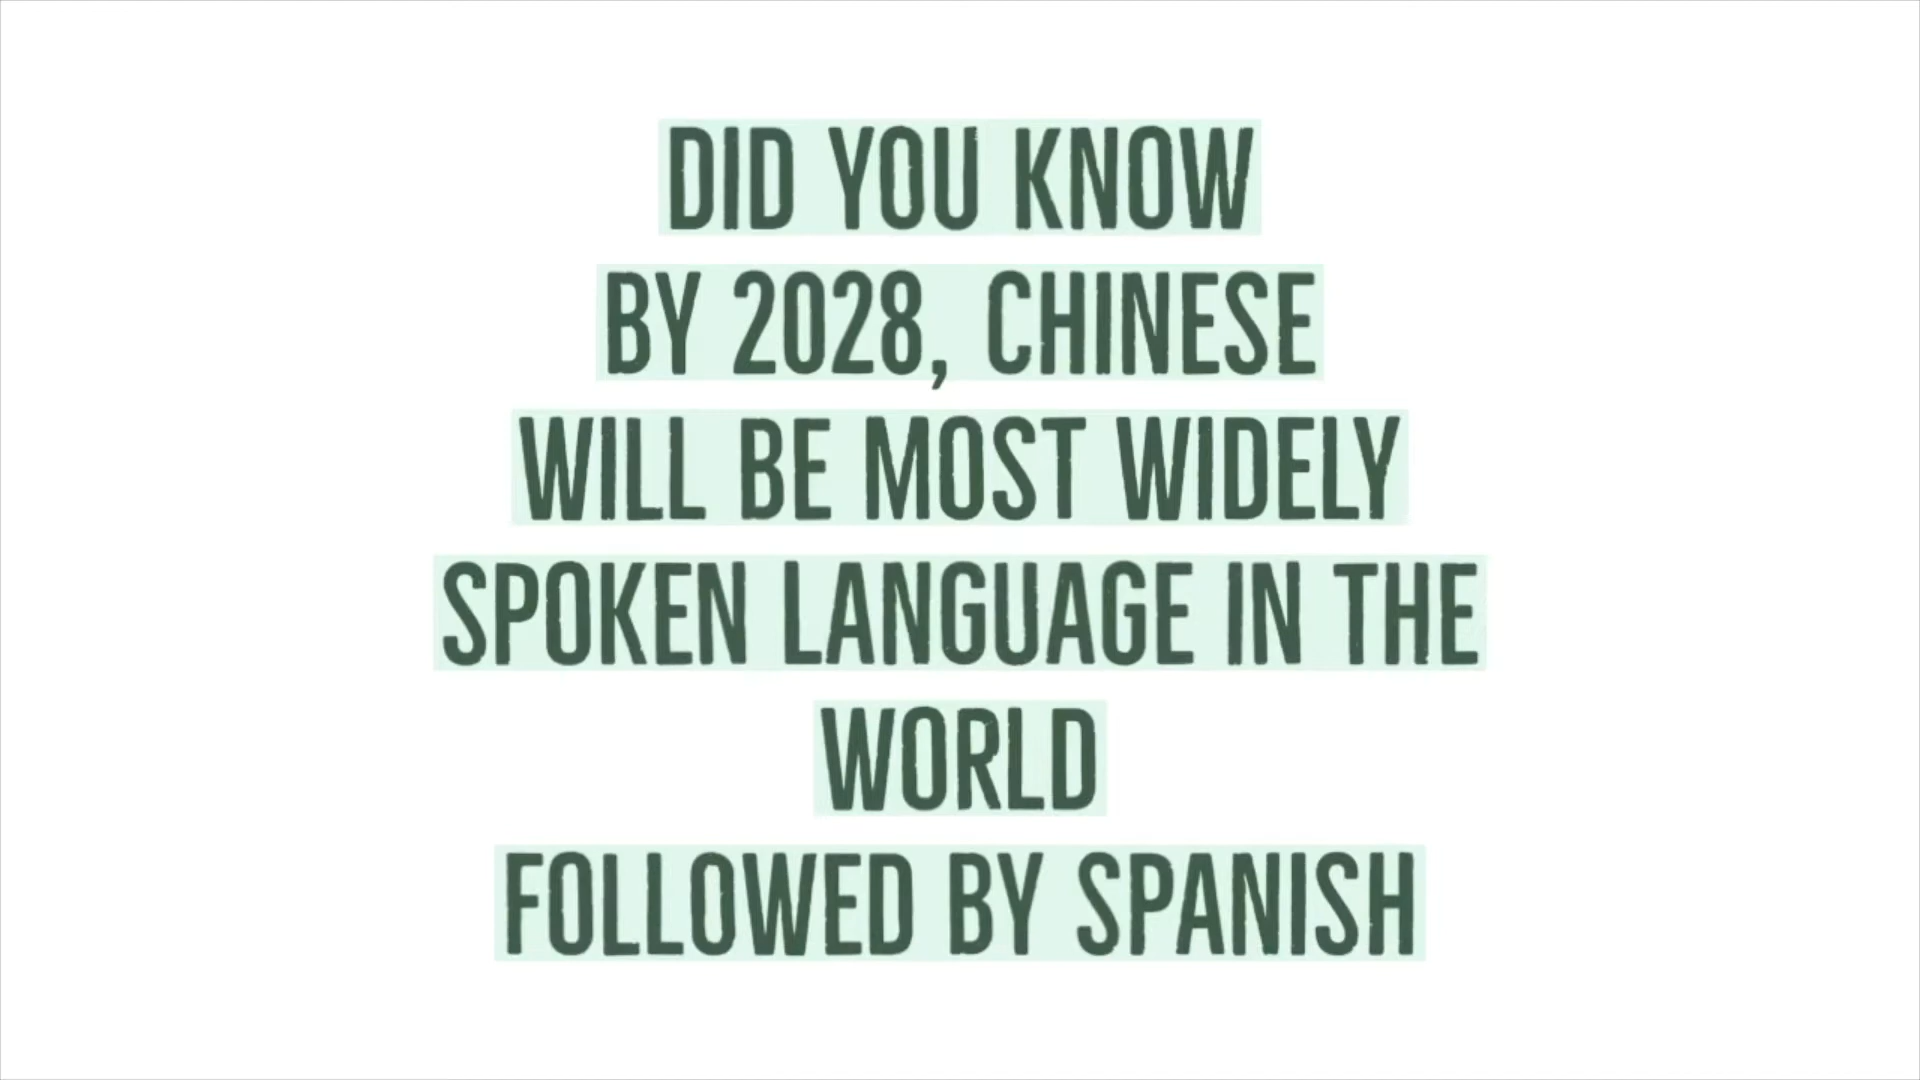 DID YOU KNOW
BY 2028, CHINESE
WILL BE MOST WIDELY
SPOKEN LANGUAGE IN THE
WORLD
FOLLOWED BY SPANISH